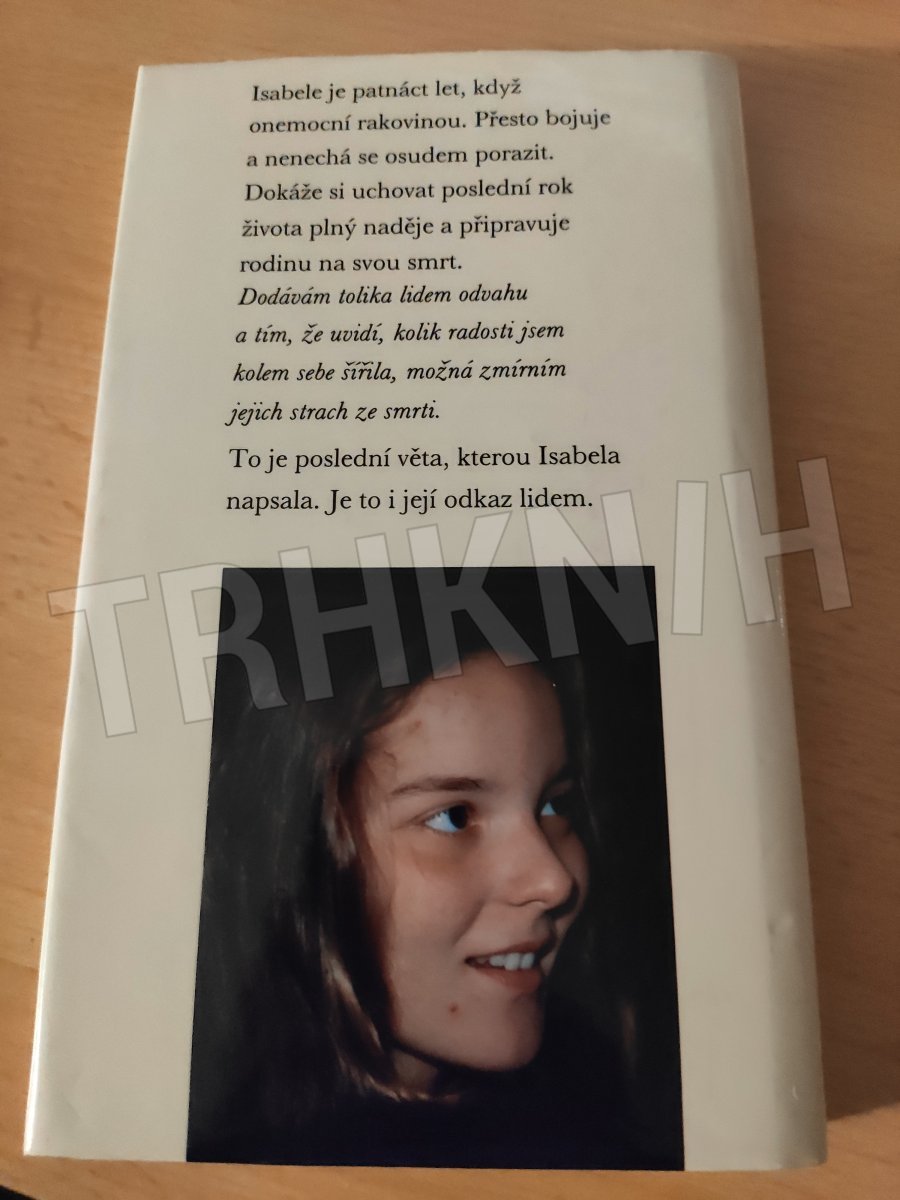 Isabele je patnáct let, když
onemocní rakovinou. Přesto bojuje
a nenechá se osudem porazit.
Dokáže si uchovat poslední rok
života plný naděje a připravuje
rodinu na svou smrt.
Dodávám tolika lidem odvahu
a tím, že uvidí, kolik radosti jsem
kolem sebe šířila, možná zmírním
jejich strach ze smrti.
To je poslední věta, kterou Isabela
napsala. Je to i její odkaz lidem.
TRHKNIH